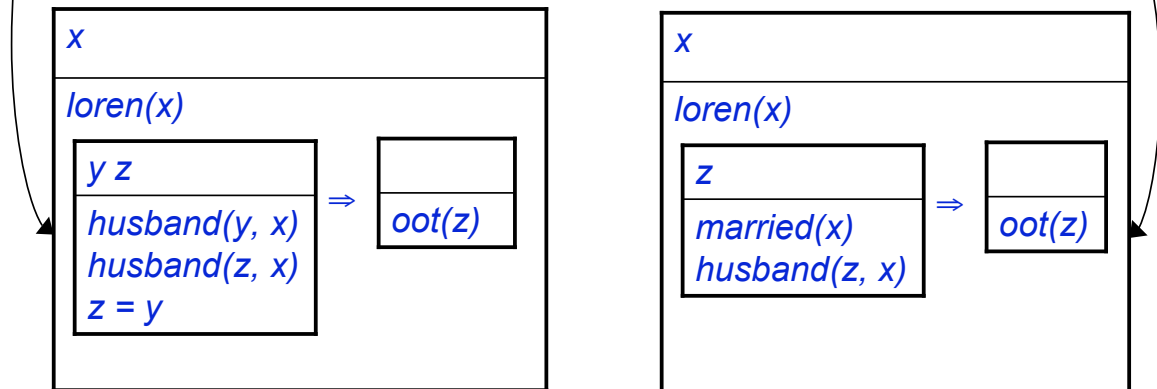 x
loren(x)
y z
husband(y, x)
husband(z, x)
z = y
⇒
oot(z)
x
loren(x)
z
married(x)
husband(z, x)
⇒
oot(z)